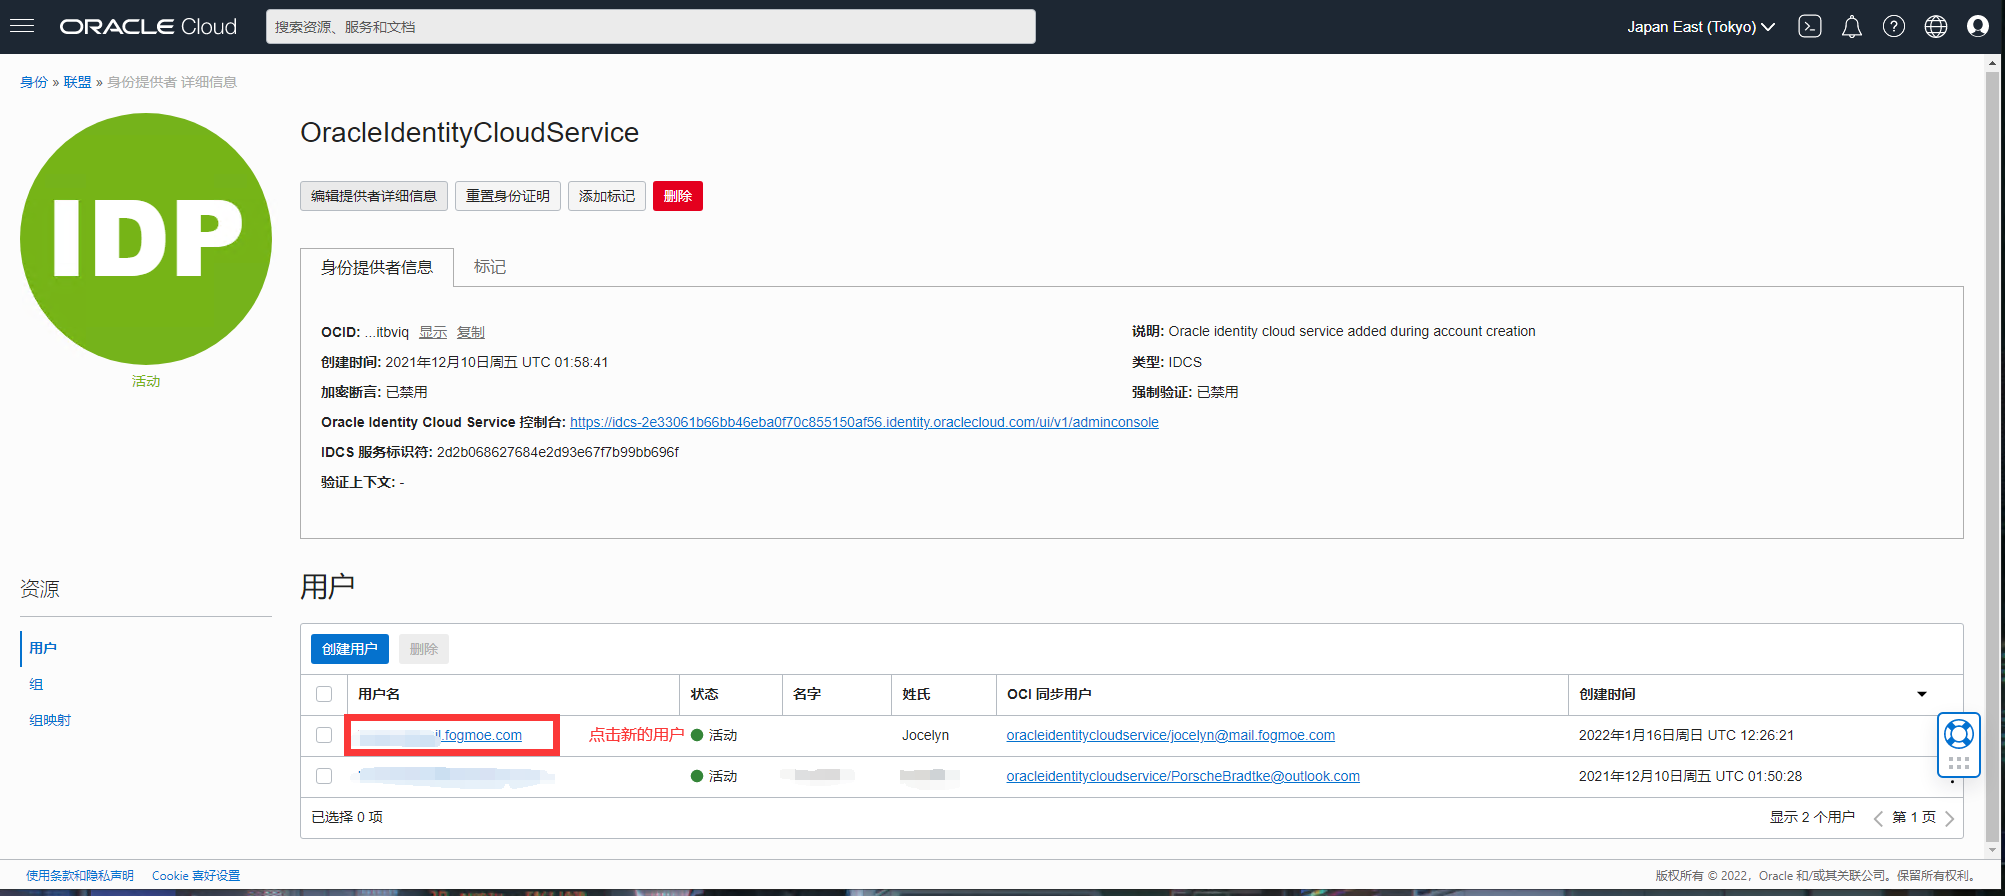 ORACLE Cloud
搜索资源、服务和文档
Japan East (Tokyo)
身份 » 联盟 » 身份提供者 详细信息
IDP
活动
OracleIdentityCloudService
编辑提供者详细信息 重置身份证明 添加标记 删除
身份提供者信息 标记
OCID: ...itbviq 显示 复制
说明: Oracle identity cloud service added during account creation
创建时间: 2021年12月10日周五 UTC 01:58:41
类型: IDCS
加密断言: 已禁用
强制验证: 已禁用
Oracle Identity Cloud Service 控制台: https://idcs-2e33061b66bb46eba0f70c855150af56.identity.oraclecloud.com/ui/v1/adminconsole
IDCS 服务标识符: 2d2b068627684e2d93e67f7b99bb696f
验证上下文: -
资源
用户
组
组映射
用户
创建用户 删除
用户名 状态 名字 姓氏 OCI 同步用户 创建时间
il.fogmoe.com 点击新的用户 活动 Jocelyn oracleidentitycloudservice/jocelyn@mail.fogmoe.com 2022年1月16日周日 UTC 12:26:21
活动 oracleidentitycloudservice/PorscheBradtke@outlook.com 2021年12月10日周五 UTC 01:50:28
已选择 0 项 显示 2 个用户 第 1 页
使用条款和隐私声明 Cookie 喜好设置 版权所有 © 2022，Oracle 和/或其关联公司。保留所有权利。